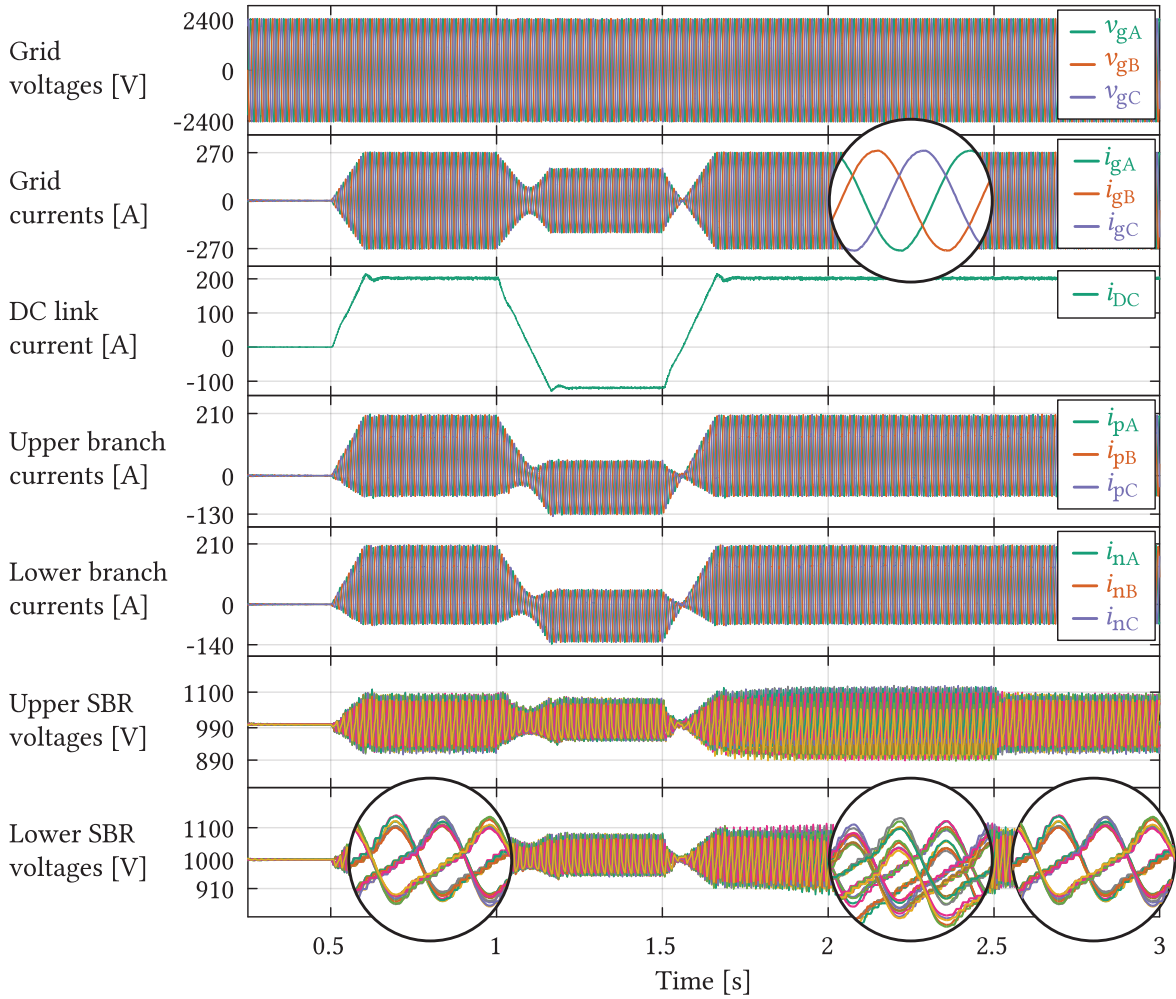 Grid
voltages [V]
2400
0
-2400
vgA
vgB
vgC
Grid
currents [A]
270
0
-270
igA
igB
igC
DC link
current [A]
200
100
0
-100
iDC
Upper branch
currents [A]
210
0
-130
ipA
ipB
ipC
Lower branch
currents [A]
210
0
-140
inA
inB
inC
Upper SBR
voltages [V]
1100
990
890
Lower SBR
voltages [V]
1100
1000
910
0.5 1 1.5 2 2.5 3
Time [s]